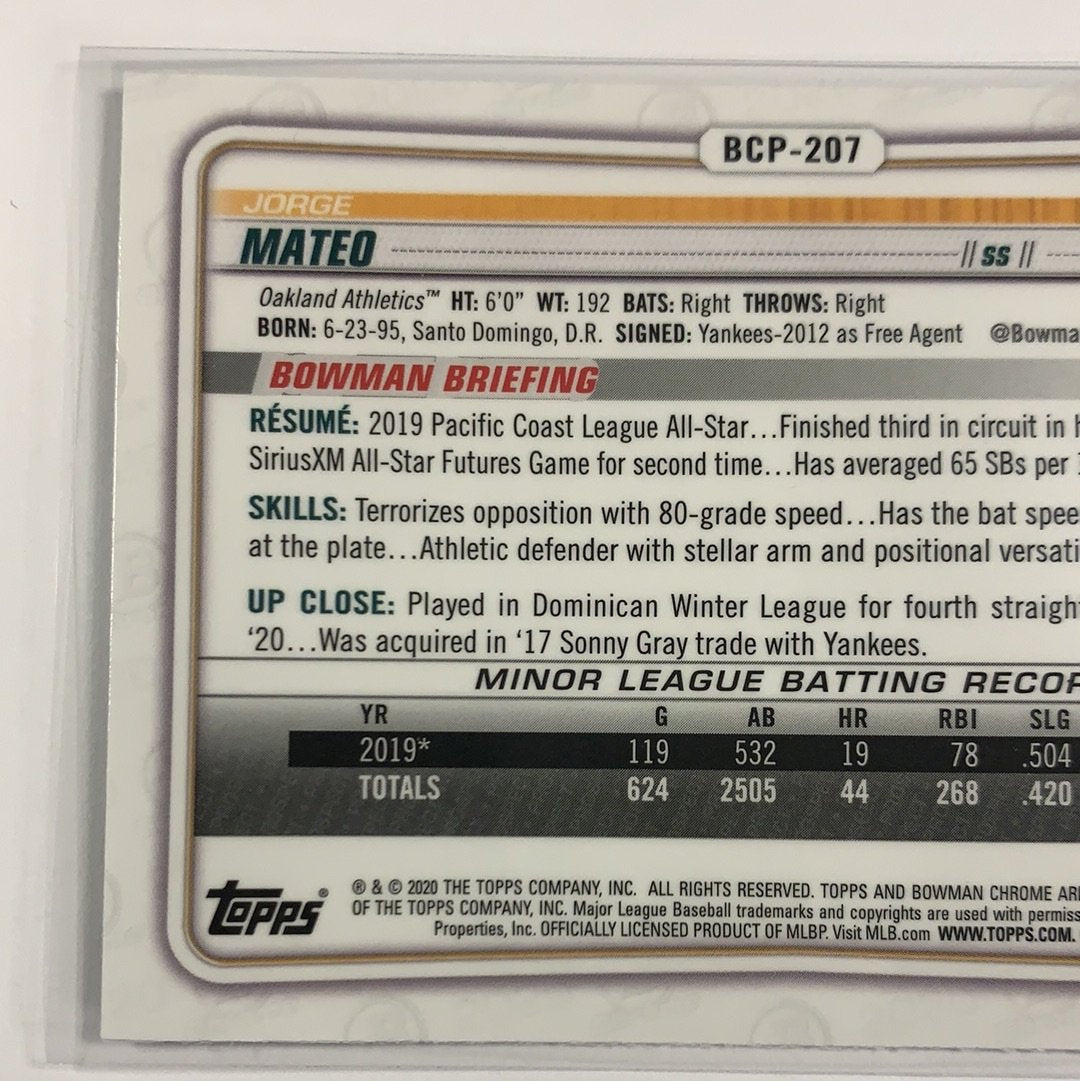 BCP-207
JORGE
MATEO // SS //
Oakland Athletics™ HT: 6'0" WT: 192 BATS: Right THROWS: Right
BORN: 6-23-95, Santo Domingo, D.R. SIGNED: Yankees-2012 as Free Agent @Bowma
BOWMAN BRIEFING
RÉSUMÉ: 2019 Pacific Coast League All-Star...Finished third in circuit in
SiriusXM All-Star Futures Game for second time...Has averaged 65 SBs per
SKILLS: Terrorizes opposition with 80-grade speed...Has the bat spee
at the plate...Athletic defender with stellar arm and positional versati
UP CLOSE: Played in Dominican Winter League for fourth straigh
'20...Was acquired in '17 Sonny Gray trade with Yankees.
MINOR LEAGUE BATTING RECOR
YR G AB HR RBI SLG
2019* 119 532 19 78 .504
TOTALS 624 2505 44 268 .420
Topps®
® & © 2020 THE TOPPS COMPANY, INC. ALL RIGHTS RESERVED. TOPPS AND BOWMAN CHROME AR
OF THE TOPPS COMPANY, INC. Major League Baseball trademarks and copyrights are used with permiss
Properties, Inc. OFFICIALLY LICENSED PRODUCT OF MLBP. Visit MLB.com WWW.TOPPS.COM.